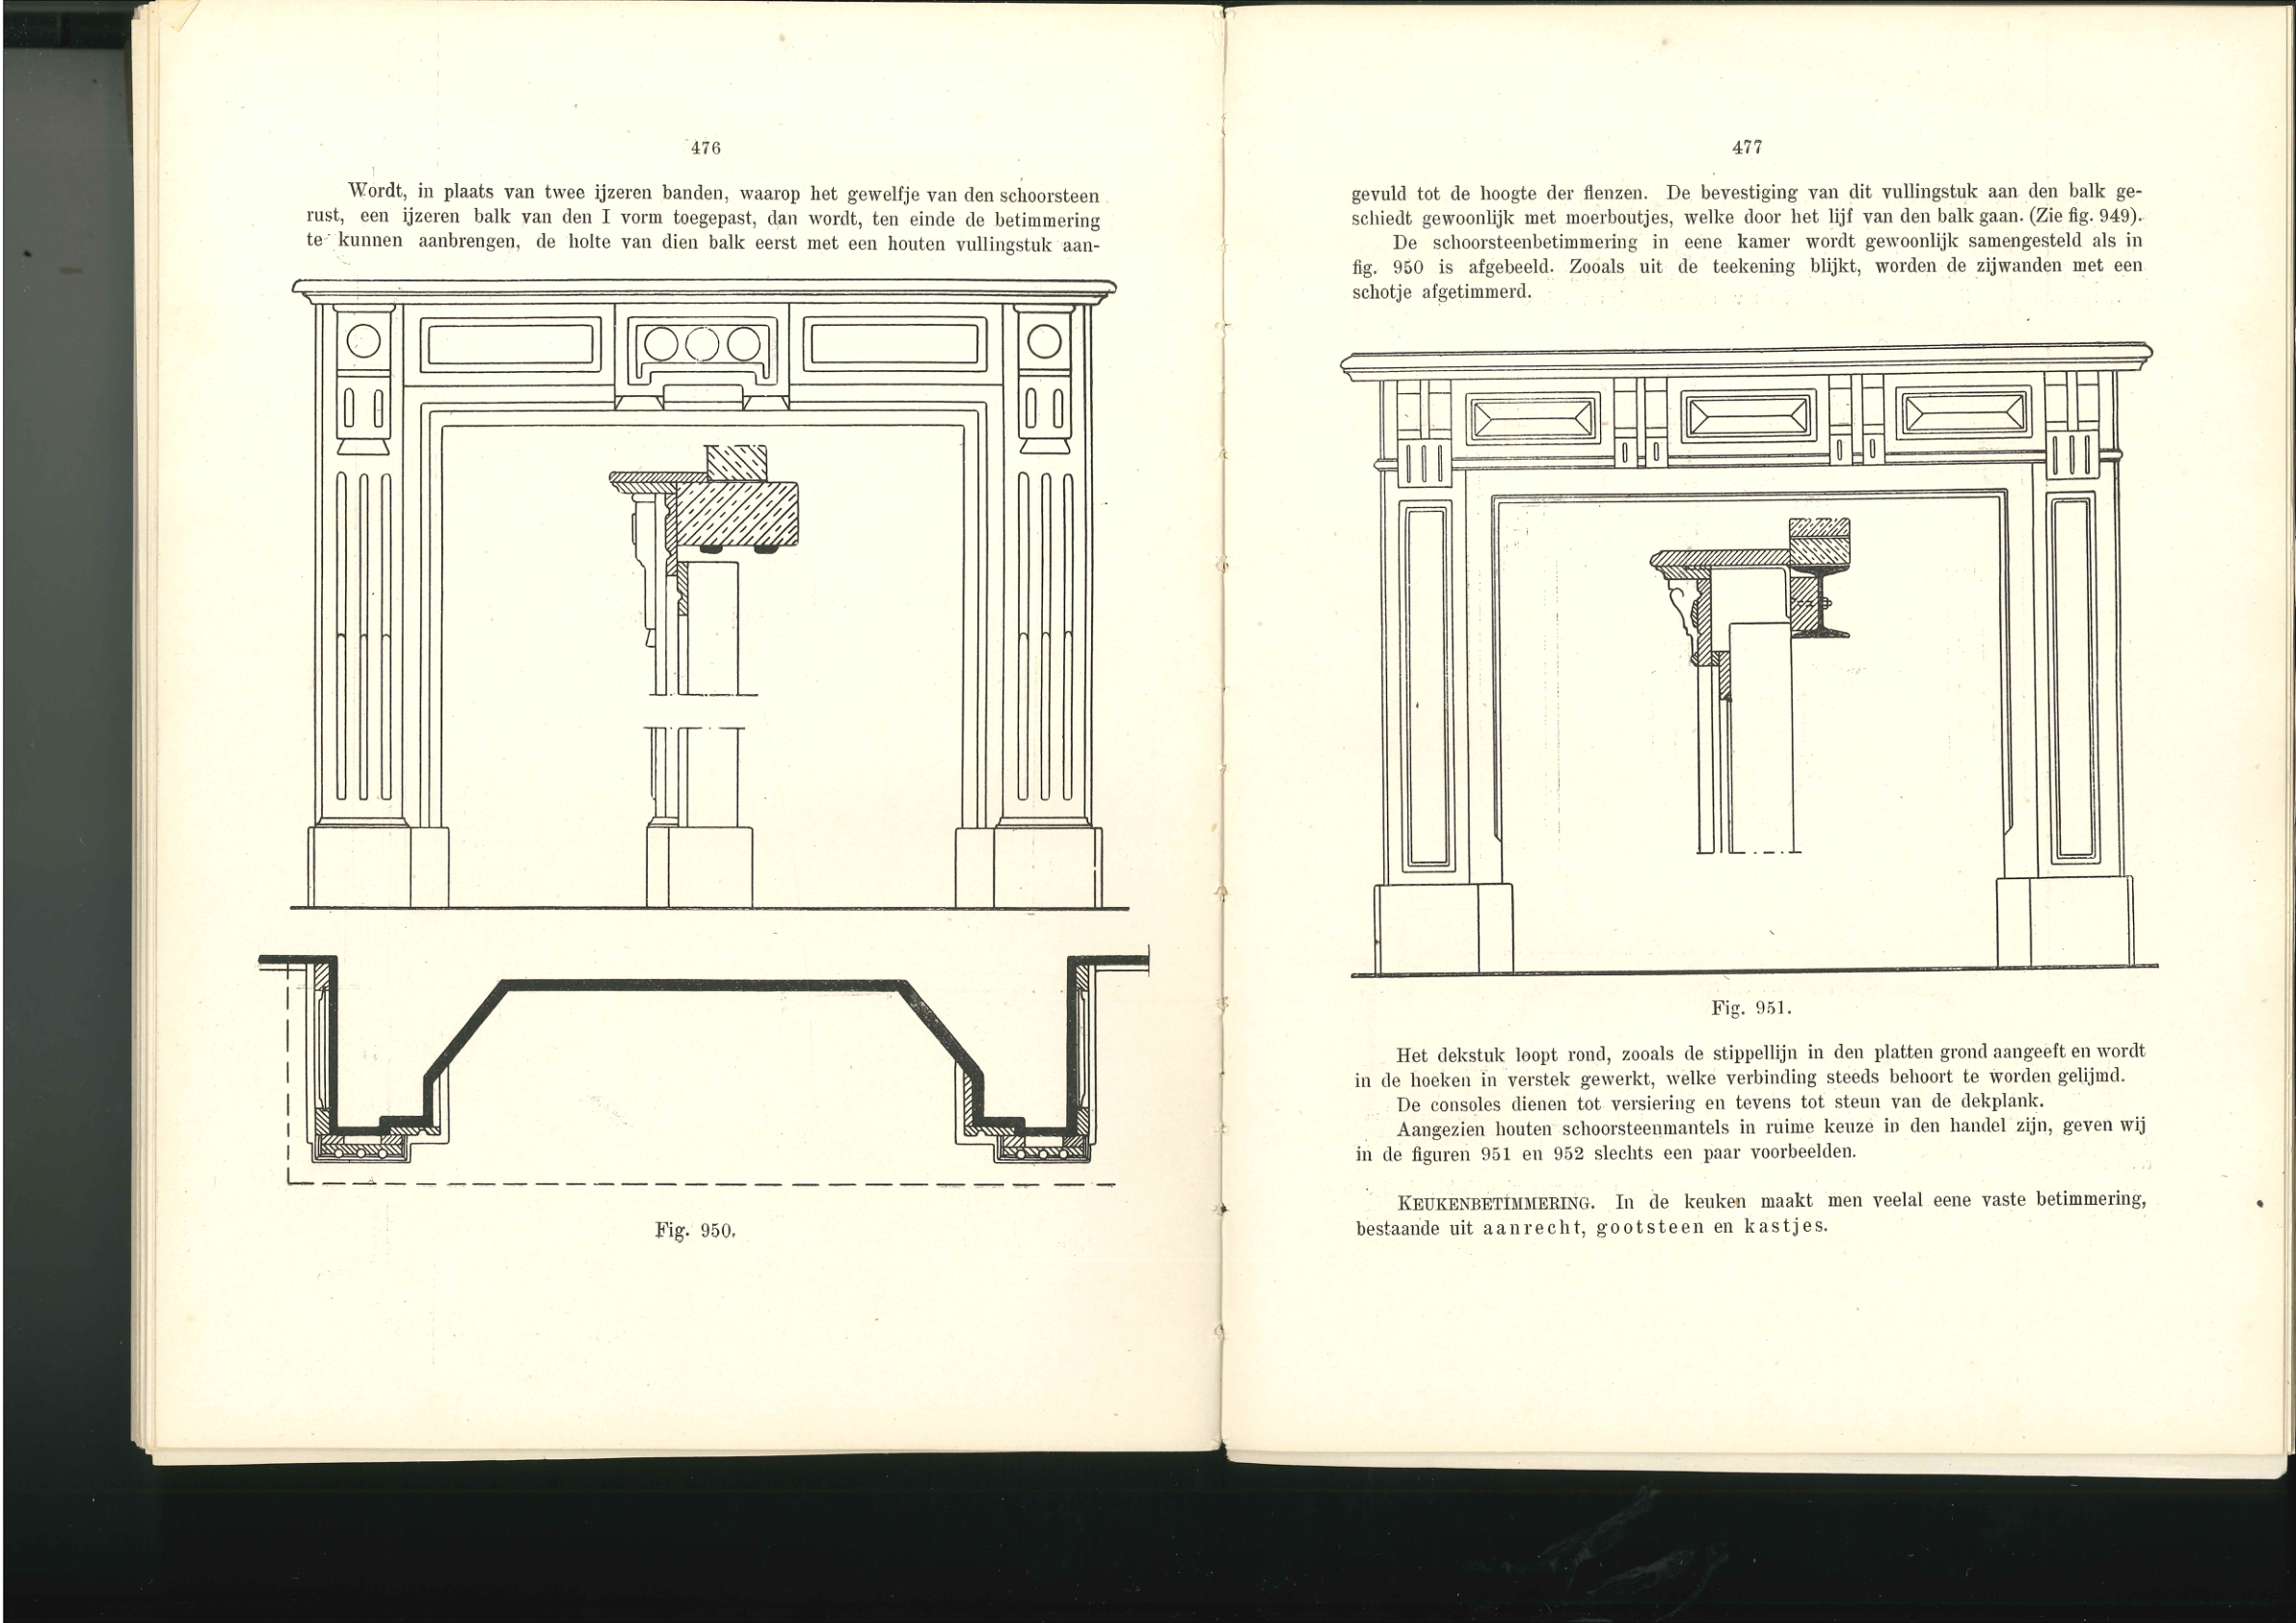 476
Wordt, in plaats van twee ijzeren banden, waarop het gewelfje van den schoorsteen
rust, een ijzeren balk van den I vorm toegepast, dan wordt, ten einde de betimmering
te kunnen aanbrengen, de holte van dien balk eerst met een houten vullingstuk aan-
Fig. 950.
477
gevuld tot de hoogte der flenzen. De bevestiging van dit vullingstuk aan den balk ge-
schiedt gewoonlijk met moerboutjes, welke door het lijf van den balk gaan. (Zie fig. 949).
De schoorsteenbetimmering in eene kamer wordt gewoonlijk samengesteld als in
fig. 950 is afgebeeld. Zooals uit de teekening blijkt, worden de zijwanden met een
schotje afgetimmerd.
Fig. 951.
Het dekstuk loopt rond, zooals de stippellijn in den platten grond aangeeft en wordt
in de hoeken in verstek gewerkt, welke verbinding steeds behoort te worden gelijmd.
De consoles dienen tot versiering en tevens tot steun van de dekplank.
Aangezien houten schoorsteenmantels in ruime keuze in den handel zijn, geven wij
in de figuren 951 en 952 slechts een paar voorbeelden.
KEUKENBETIMMERING. In de keuken maakt men veelal eene vaste betimmering,
bestaande uit aanrecht, gootsteen en kastjes.